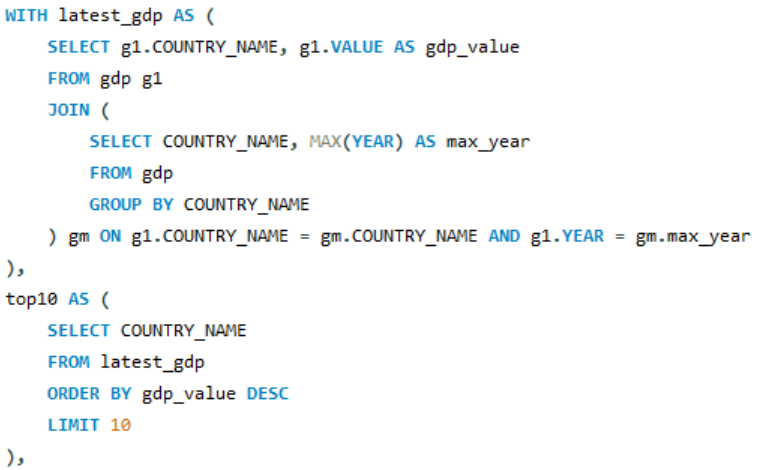 WITH latest_gdp AS (
    SELECT g1.COUNTRY_NAME, g1.VALUE AS gdp_value
    FROM gdp g1
    JOIN (
        SELECT COUNTRY_NAME, MAX(YEAR) AS max_year
        FROM gdp
        GROUP BY COUNTRY_NAME
    ) gm ON g1.COUNTRY_NAME = gm.COUNTRY_NAME AND g1.YEAR = gm.max_year
),
top10 AS (
    SELECT COUNTRY_NAME
    FROM latest_gdp
    ORDER BY gdp_value DESC
    LIMIT 10
),